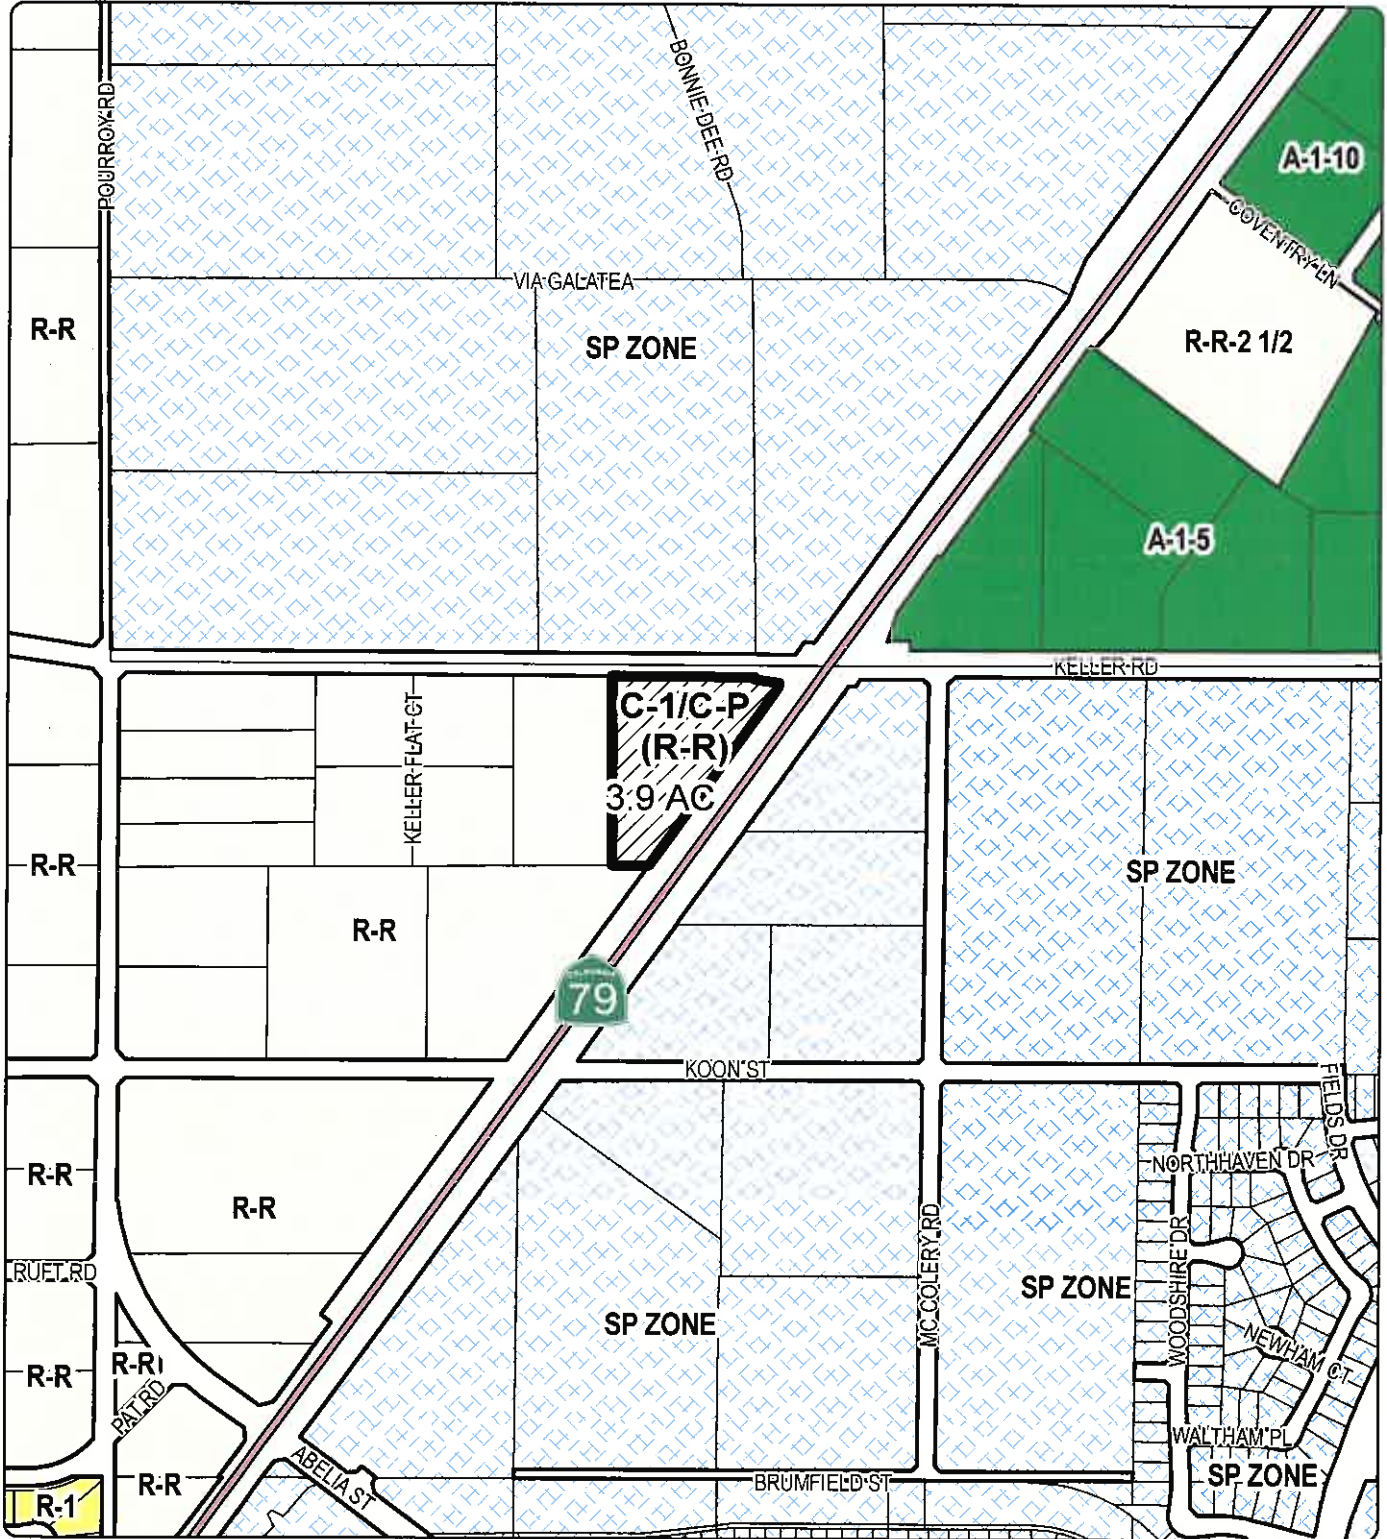 POURROY RD
BONNIE DEE RD
A-1-10
COVENTRY LN
VIA GALATEA
R-R
SP ZONE
R-R-2 1/2
A-1-5
KELLER RD
C-1/C-P
(R-R)
3.9 AC
KELLER FLAT CT
R-R
SP ZONE
R-R
79
KOON ST
FIELDS DR
NORTHHAVEN DR
R-R
R-R
MC COLERY RD
WOODSHIRE DR
RUFT RD
SP ZONE
SP ZONE
NEWHAM CT
R-R
R-R
PAT RD
WALTHAM PL
ABELIA ST
BRUMFIELD ST
SP ZONE
R-R
R-1